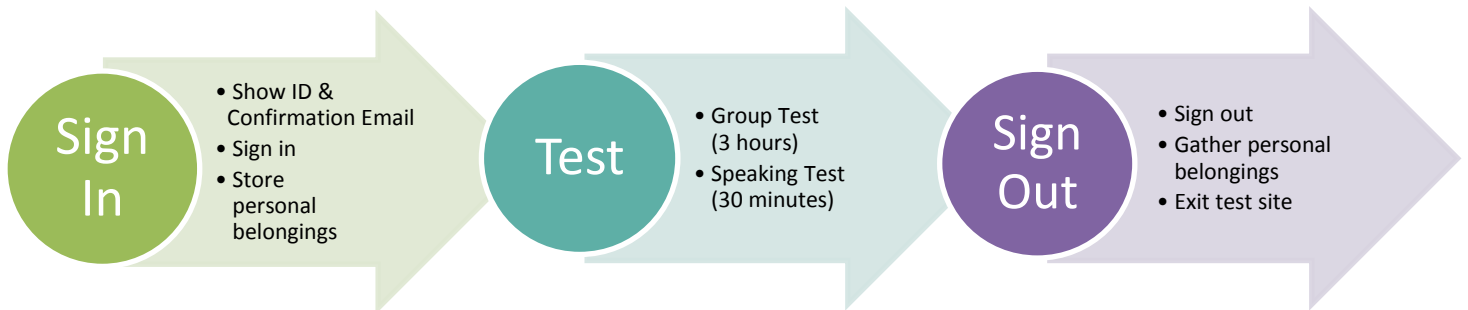 Sign
In
• Show ID &
Confirmation Email
• Sign in
• Store
personal
belongings
Test
• Group Test
(3 hours)
• Speaking Test
(30 minutes)
Sign
Out
• Sign out
• Gather personal
belongings
• Exit test site